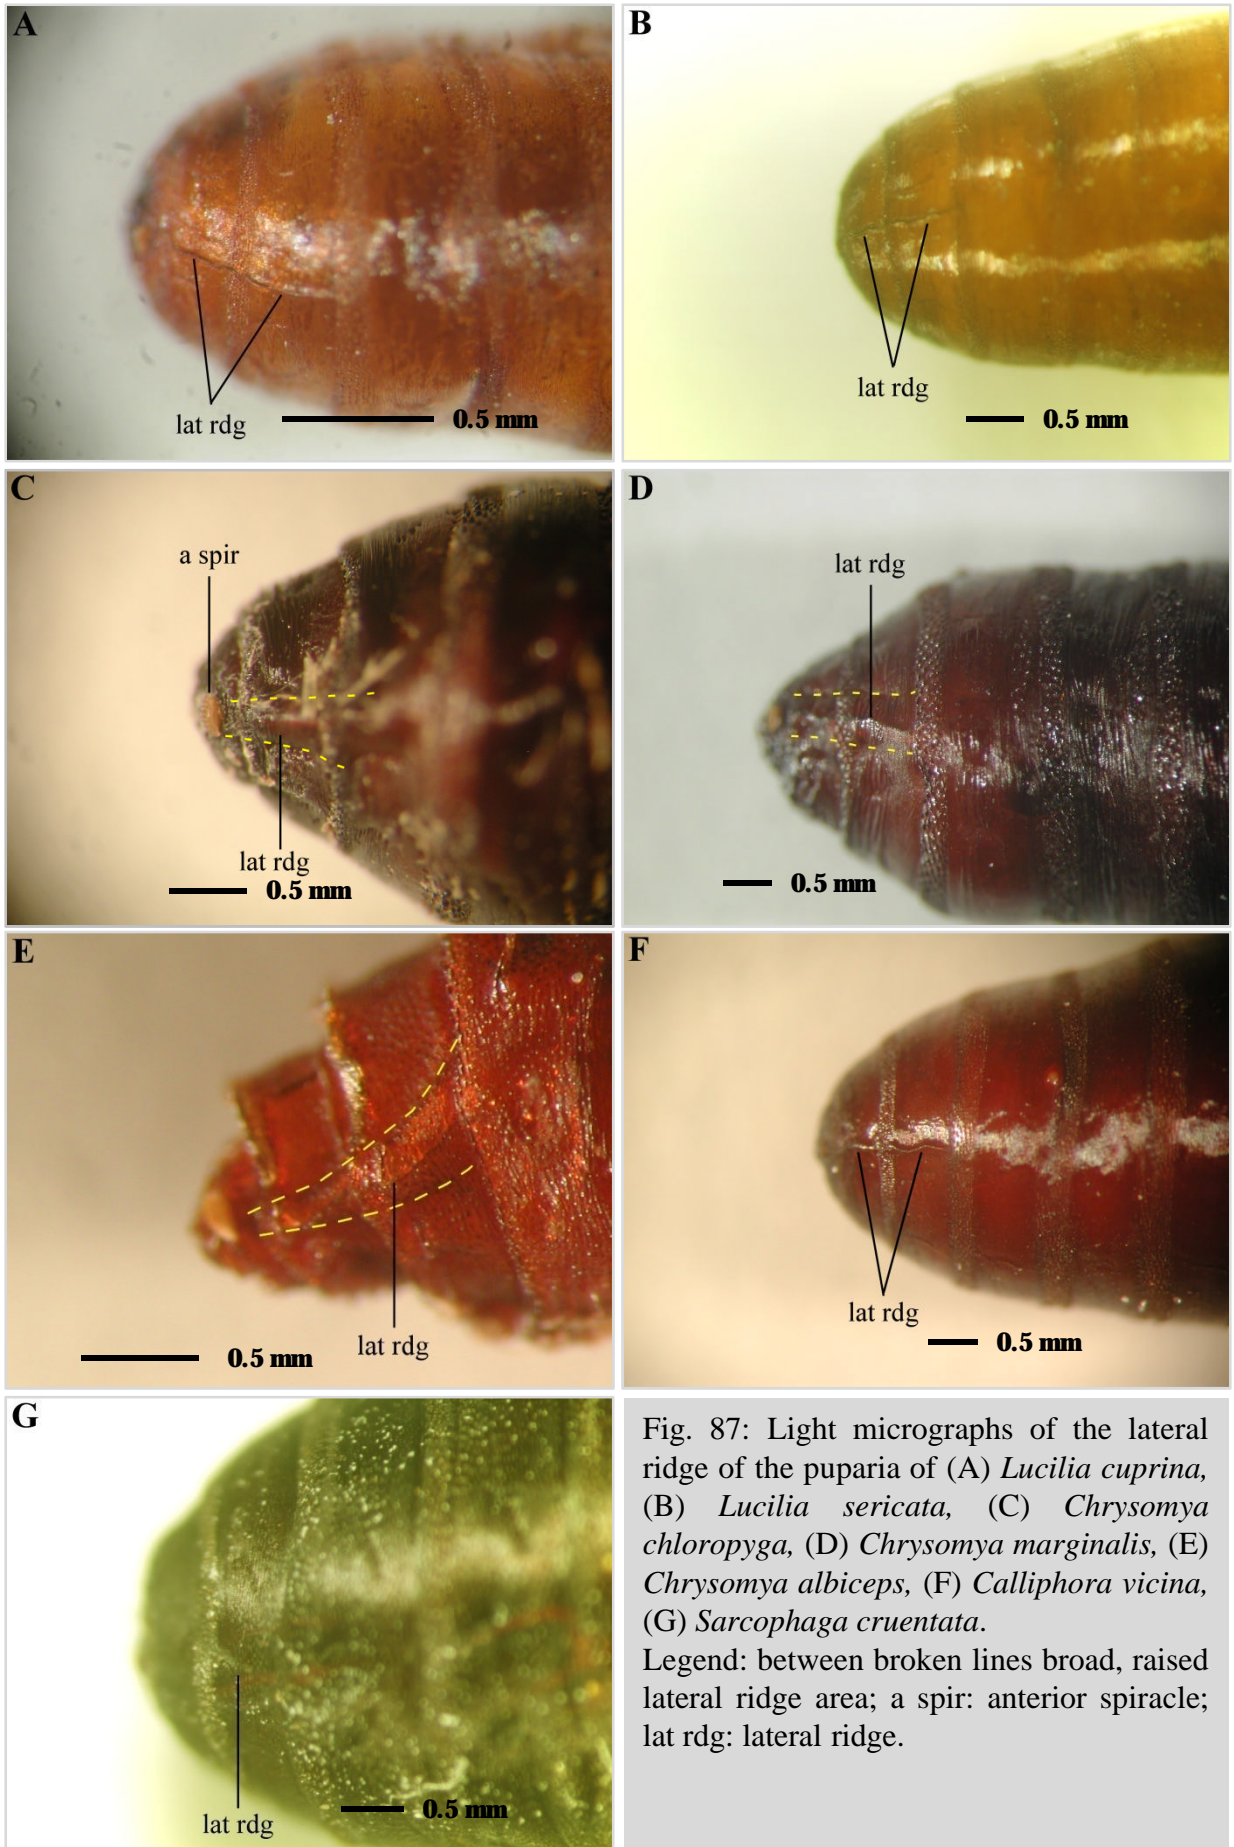 A
lat rdg
0.5 mm
B
lat rdg
0.5 mm
C
a spir
lat rdg
0.5 mm
D
lat rdg
0.5 mm
E
lat rdg
0.5 mm
F
lat rdg
0.5 mm
G
lat rdg
0.5 mm
Fig. 87: Light micrographs of the lateral
ridge of the puparia of (A) Lucilia cuprina,
(B) Lucilia sericata, (C) Chrysomya
chloropyga, (D) Chrysomya marginalis, (E)
Chrysomya albiceps, (F) Calliphora vicina,
(G) Sarcophaga cruentata.
Legend: between broken lines broad, raised
lateral ridge area; a spir: anterior spiracle;
lat rdg: lateral ridge.